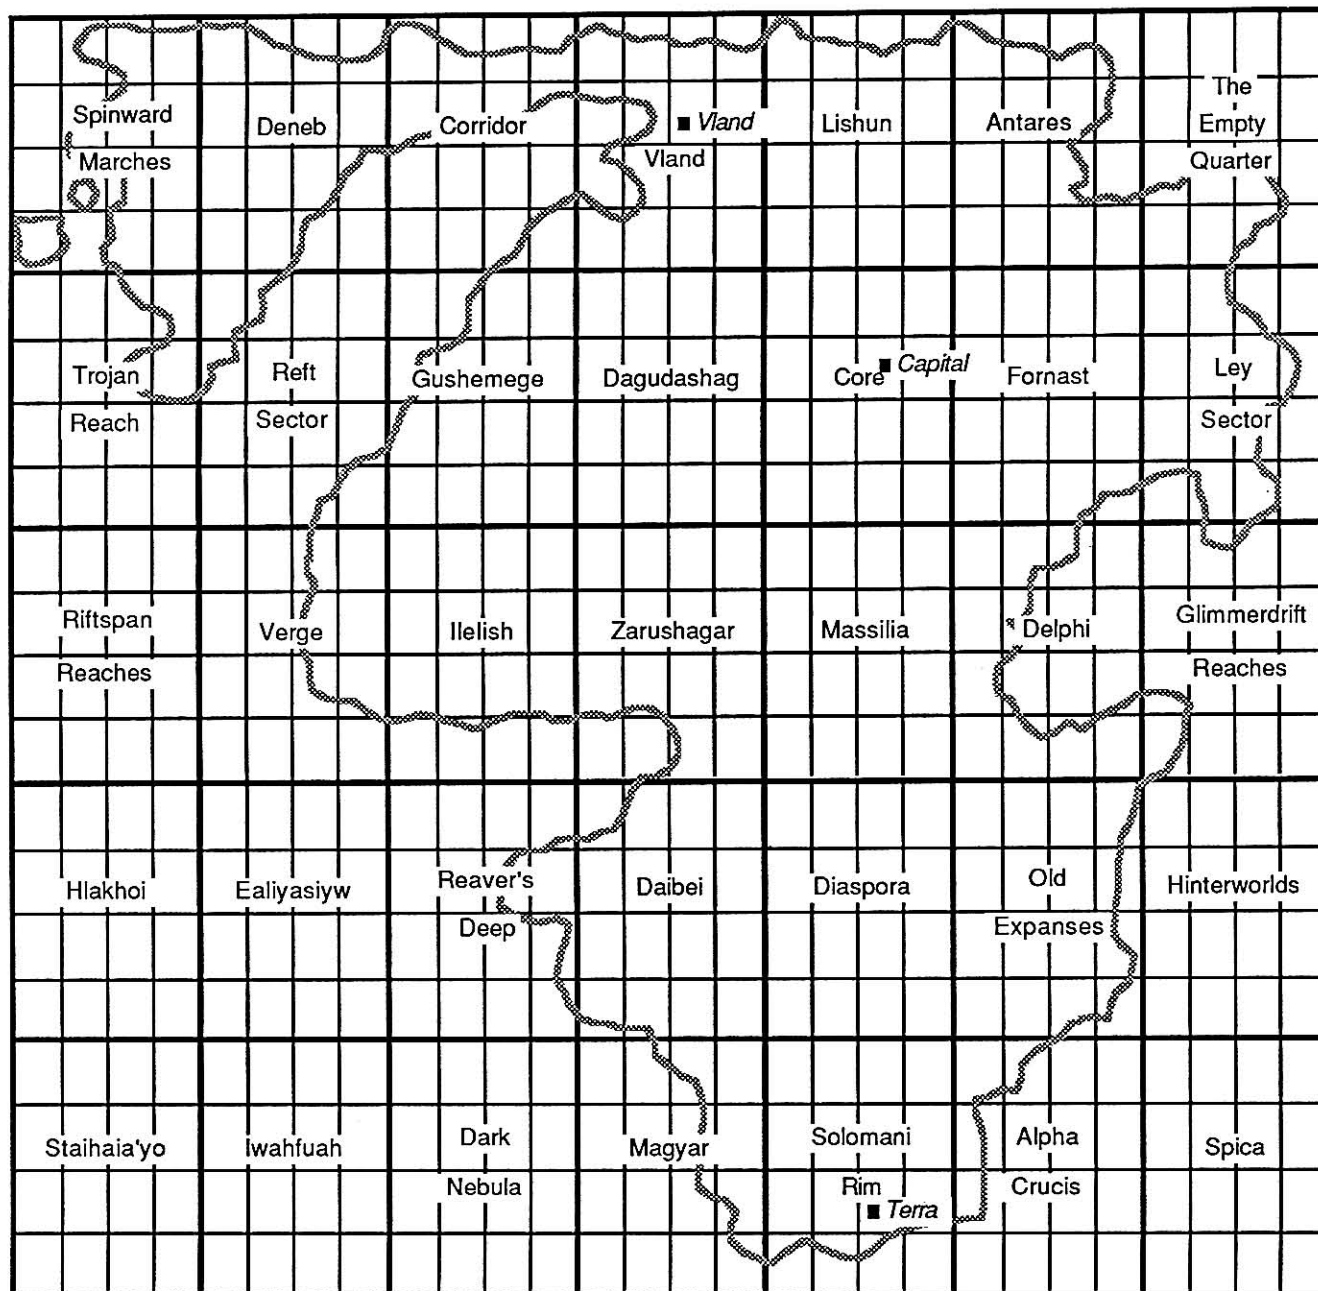 Spinward
Marches
Deneb
Corridor
Vland
Vland
Lishun
Antares
The
Empty
Quarter
Trojan
Reach
Reft
Sector
Gushemege
Dagudashag
Core
Capital
Fornast
Ley
Sector
Riftspan
Reaches
Verge
Ilelish
Zarushagar
Massilia
Delphi
Glimmerdrift
Reaches
Hlakhoi
Ealiyasiyw
Reaver's
Deep
Daibei
Diaspora
Old
Expanses
Hinterworlds
Staihaia'yo
Iwahfuah
Dark
Nebula
Magyar
Solomani
Rim
Terra
Alpha
Crucis
Spica